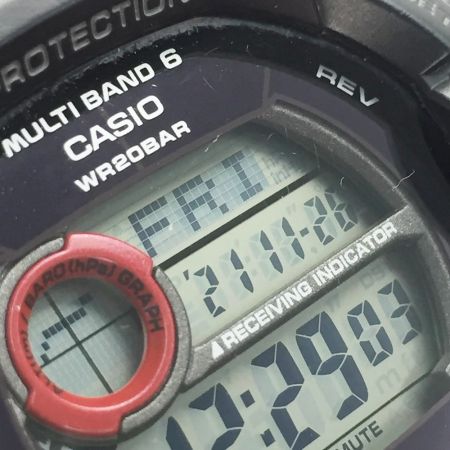 PROTECTION
MULTI BAND 6
CASIO
WR20BAR
REV
FRI
'21 11-26
RECEIVING INDICATOR
BARO(hPa) GRAPH
12:29 03
MUTE